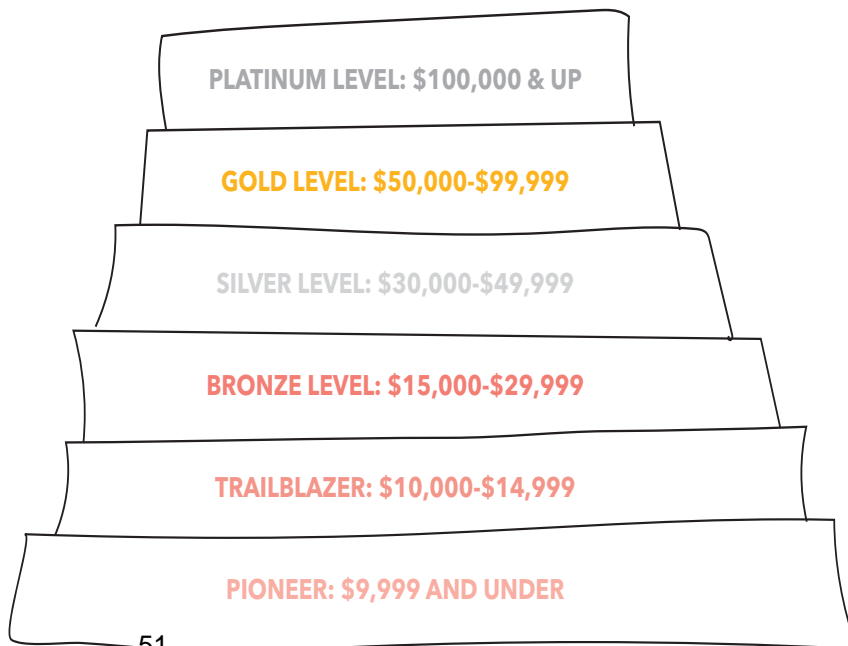 PLATINUM LEVEL: $100,000 & UP
GOLD LEVEL: $50,000-$99,999
SILVER LEVEL: $30,000-$49,999
BRONZE LEVEL: $15,000-$29,999
TRAILBLAZER: $10,000-$14,999
PIONEER: $9,999 AND UNDER
51